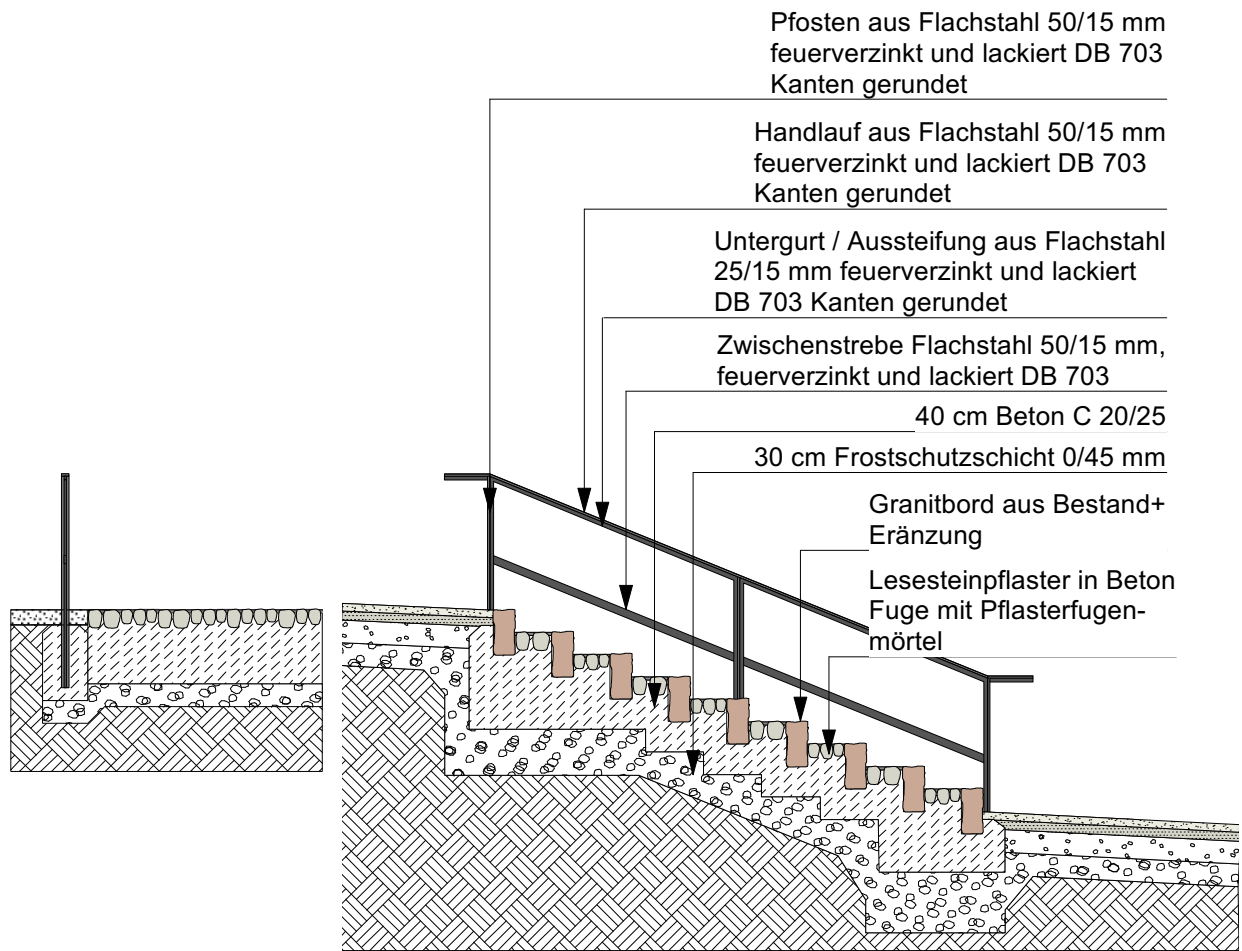 Pfosten aus Flachstahl 50/15 mm
feuerverzinkt und lackiert DB 703
Kanten gerundet
Handlauf aus Flachstahl 50/15 mm
feuerverzinkt und lackiert DB 703
Kanten gerundet
Untergurt / Aussteifung aus Flachstahl
25/15 mm feuerverzinkt und lackiert
DB 703 Kanten gerundet
Zwischenstrebe Flachstahl 50/15 mm,
feuerverzinkt und lackiert DB 703
40 cm Beton C 20/25
30 cm Frostschutzschicht 0/45 mm
Granitbord aus Bestand+
Eränzung
Lesesteinpflaster in Beton
Fuge mit Pflasterfugen-
mörtel